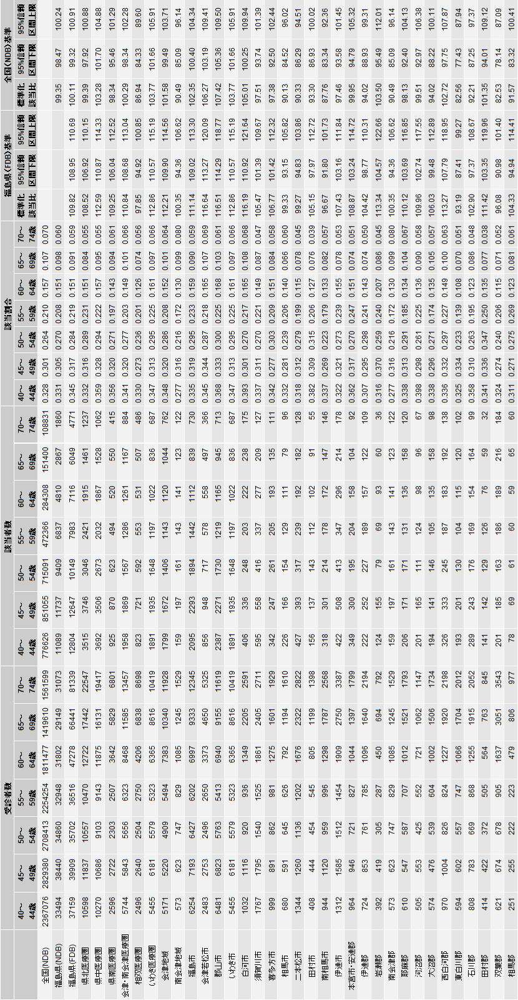 受診者数 該当者数 該当割合 福島県(FDB)基準 全国(NDB)基準
40～44歳 45～49歳 50～54歳 55～59歳 60～64歳 65～69歳 70～74歳 40～44歳 45～49歳 50～54歳 55～59歳 60～64歳 65～69歳 70～74歳 40～44歳 45～49歳 50～54歳 55～59歳 60～64歳 65～69歳 70～74歳 標準化該当比 95%信頼区間下限 95%信頼区間上限 標準化該当比 95%信頼区間下限 95%信頼区間上限
全国(NDB) 2367076 2829380 2708413 2254254 1811477 1419610 1561599 776626 851055 715091 472366 284308 151400 108831 0.328 0.301 0.264 0.210 0.157 0.107 0.070
福島県(NDB) 33494 38440 34860 32948 31802 29149 31073 11089 11737 9409 6837 4810 2867 1860 0.331 0.305 0.270 0.208 0.151 0.098 0.060 99.35 98.47 100.24
福島県(FDB) 37159 39909 35702 36516 47278 66441 81339 12804 12647 10149 7983 7116 6049 4771 0.345 0.317 0.284 0.219 0.151 0.091 0.059 109.82 108.95 110.69 100.11 99.32 100.91
県北医療圏 10598 11837 10557 10470 12722 17442 22547 3515 3746 3046 2421 1915 1461 1237 0.332 0.316 0.289 0.231 0.151 0.084 0.055 108.52 106.92 110.15 99.39 97.92 100.88
県中医療圏 10270 10686 9103 9143 11875 16131 19417 3692 3506 2673 2032 1867 1528 1062 0.359 0.328 0.294 0.222 0.157 0.095 0.055 112.59 110.87 114.33 103.28 101.70 104.88
県南医療圏 2596 2722 2303 2507 3642 5829 6801 925 870 623 494 520 550 415 0.356 0.320 0.271 0.197 0.143 0.094 0.061 109.25 106.04 112.52 98.34 95.46 101.29
会津・南会津医療圏 5744 5843 5656 6323 8468 11585 13457 1958 1869 1567 1286 1261 1167 884 0.341 0.320 0.277 0.203 0.149 0.101 0.066 110.84 108.68 113.04 100.29 98.34 102.28
相双医療圏 2496 2640 2504 2750 4206 6838 8698 823 721 592 553 531 507 486 0.330 0.273 0.236 0.201 0.126 0.074 0.056 97.85 94.92 100.85 86.94 84.33 89.60
いわき医療圏 5455 6181 5579 5323 6365 8616 10419 1891 1935 1648 1197 1022 836 687 0.347 0.313 0.295 0.225 0.161 0.097 0.066 112.86 110.57 115.19 103.77 101.66 105.91
会津地域 5171 5220 4909 5494 7383 10340 11928 1799 1672 1406 1143 1120 1044 762 0.348 0.320 0.286 0.208 0.152 0.101 0.064 112.21 109.90 114.56 101.58 99.49 103.71
南会津地域 573 623 747 829 1085 1245 1529 159 197 161 143 141 123 122 0.277 0.316 0.216 0.172 0.130 0.099 0.080 100.35 94.36 106.62 90.49 85.09 96.14
福島市 6254 7193 6427 6202 6997 9333 12345 2095 2293 1894 1442 1112 839 730 0.335 0.319 0.295 0.233 0.159 0.090 0.059 111.14 109.02 113.30 102.35 100.40 104.34
会津若松市 2483 2753 2496 2650 3373 4650 5325 856 948 717 578 558 497 366 0.345 0.344 0.287 0.218 0.165 0.107 0.069 116.64 113.27 120.09 106.27 103.19 109.41
郡山市 6481 6823 5763 5413 6940 9155 11619 2387 2271 1730 1219 1165 945 713 0.368 0.333 0.300 0.225 0.168 0.103 0.061 116.51 114.29 118.77 107.42 105.36 109.50
いわき市 5455 6181 5579 5323 6365 8616 10419 1891 1935 1648 1197 1022 836 687 0.347 0.313 0.295 0.225 0.161 0.097 0.066 112.86 110.57 115.19 103.77 101.66 105.91
白河市 1032 1116 920 936 1349 2205 2591 406 336 248 203 222 238 175 0.393 0.301 0.270 0.217 0.165 0.108 0.068 116.19 110.92 121.64 105.01 100.25 109.94
須賀川市 1767 1795 1540 1525 1861 2405 2711 595 558 416 337 277 209 127 0.337 0.311 0.270 0.221 0.149 0.087 0.047 105.47 101.39 109.67 97.51 93.74 101.39
喜多方市 999 891 862 981 1275 1601 1929 342 247 261 205 193 135 111 0.342 0.277 0.303 0.209 0.151 0.084 0.058 106.77 101.42 112.32 97.38 92.50 102.44
相馬市 680 591 645 626 792 1194 1610 226 166 154 129 111 79 96 0.332 0.281 0.239 0.206 0.140 0.066 0.060 99.33 93.15 105.82 90.13 84.52 96.02
二本松市 1344 1260 1136 1202 1676 2322 2822 427 393 317 239 192 182 128 0.318 0.312 0.279 0.199 0.115 0.078 0.045 99.27 94.83 103.86 90.33 86.29 94.51
田村市 408 444 454 545 805 1199 1398 156 137 143 112 102 91 55 0.382 0.309 0.315 0.206 0.127 0.076 0.039 105.15 97.97 112.72 93.30 86.93 100.02
南相馬市 944 1120 959 996 1298 1787 2568 318 301 214 178 172 147 146 0.337 0.269 0.223 0.179 0.133 0.082 0.057 96.67 91.80 101.73 87.76 83.34 92.36
伊達市 1312 1585 1512 1454 1909 2750 3387 422 508 413 347 296 214 178 0.322 0.321 0.273 0.239 0.155 0.078 0.053 107.43 103.16 111.84 97.46 93.58 101.45
本宮市・安達郡 964 946 721 827 1044 1397 1799 349 300 195 204 158 104 92 0.362 0.317 0.270 0.247 0.151 0.074 0.051 108.87 103.24 114.72 99.95 94.79 105.32
伊達郡 724 853 761 785 1096 1640 2194 222 252 227 189 157 122 109 0.307 0.295 0.298 0.241 0.143 0.074 0.050 104.42 98.77 110.31 94.02 88.93 99.31
岩瀬郡 392 419 305 287 450 694 792 124 155 79 69 93 60 36 0.316 0.370 0.259 0.240 0.207 0.086 0.045 113.34 104.57 122.66 103.50 95.49 112.01
南会津郡 573 623 747 829 1085 1245 1529 159 197 161 143 141 123 122 0.277 0.316 0.216 0.172 0.130 0.099 0.080 100.35 94.36 106.62 90.49 85.09 96.14
耶麻郡 610 547 587 707 1012 1521 1793 206 171 171 131 136 158 120 0.338 0.313 0.291 0.185 0.134 0.104 0.067 110.12 103.69 116.85 98.13 92.40 104.13
河沼郡 505 553 425 552 721 1062 1147 201 165 111 124 98 96 67 0.398 0.298 0.261 0.225 0.136 0.090 0.058 109.96 102.74 117.55 99.51 92.97 106.38
大沼郡 574 476 539 604 1002 1506 1734 194 141 146 105 135 158 98 0.338 0.296 0.271 0.174 0.135 0.105 0.057 106.03 99.48 112.89 94.02 88.22 100.11
西白河郡 970 1004 826 824 1227 1920 2198 326 333 245 187 183 192 138 0.336 0.332 0.297 0.227 0.149 0.100 0.063 113.27 107.79 118.95 102.72 97.75 107.87
東白川郡 594 602 557 747 1066 1704 2012 193 201 130 104 115 120 102 0.325 0.334 0.233 0.139 0.108 0.070 0.051 93.19 87.41 99.27 82.56 77.43 87.94
石川郡 808 783 669 868 1255 1915 2052 289 243 176 169 154 164 99 0.358 0.310 0.263 0.195 0.123 0.086 0.048 102.90 97.37 108.67 92.21 87.25 97.37
田村郡 414 422 372 505 564 763 845 141 142 129 126 76 59 32 0.341 0.336 0.347 0.250 0.135 0.077 0.038 111.42 103.35 119.96 101.35 94.01 109.12
双葉郡 621 674 678 905 1637 3051 3543 201 185 163 186 189 216 184 0.324 0.274 0.240 0.206 0.115 0.071 0.052 96.08 90.98 101.40 82.53 78.14 87.09
相馬郡 251 255 222 223 479 806 977 78 69 61 60 59 65 60 0.311 0.271 0.275 0.269 0.123 0.081 0.061 104.33 94.94 114.41 91.57 83.32 100.41